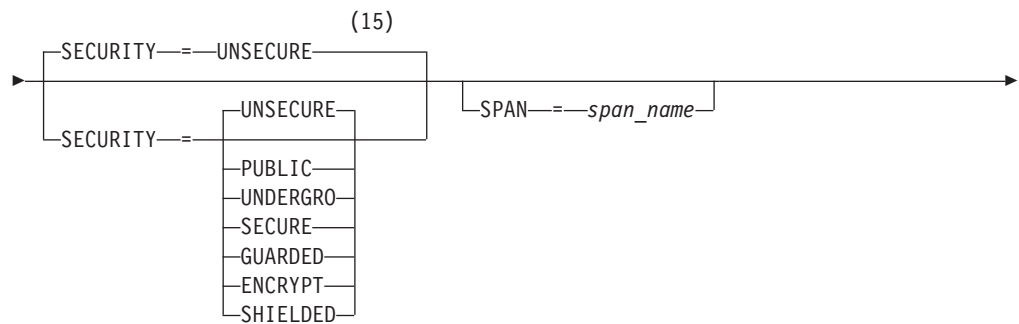 (15)
SECURITY = UNSECURE
SPAN = span_name
UNSECURE
SECURITY =
PUBLIC
UNDERGRO
SECURE
GUARDED
ENCRYPT
SHIELDED